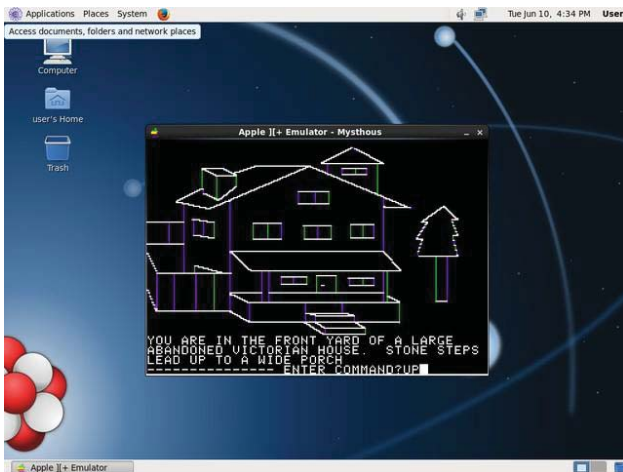 Applications Places System
Tue Jun 10, 4:34 PM User
Access documents, folders and network places
Computer
user's Home
Trash
Apple ][+ Emulator - Mysthous
YOU ARE IN THE FRONT YARD OF A LARGE
ABANDONED VICTORIAN HOUSE. STONE STEPS
LEAD UP TO A WIDE PORCH
--------------- ENTER COMMAND?UP
Apple ][+ Emulator